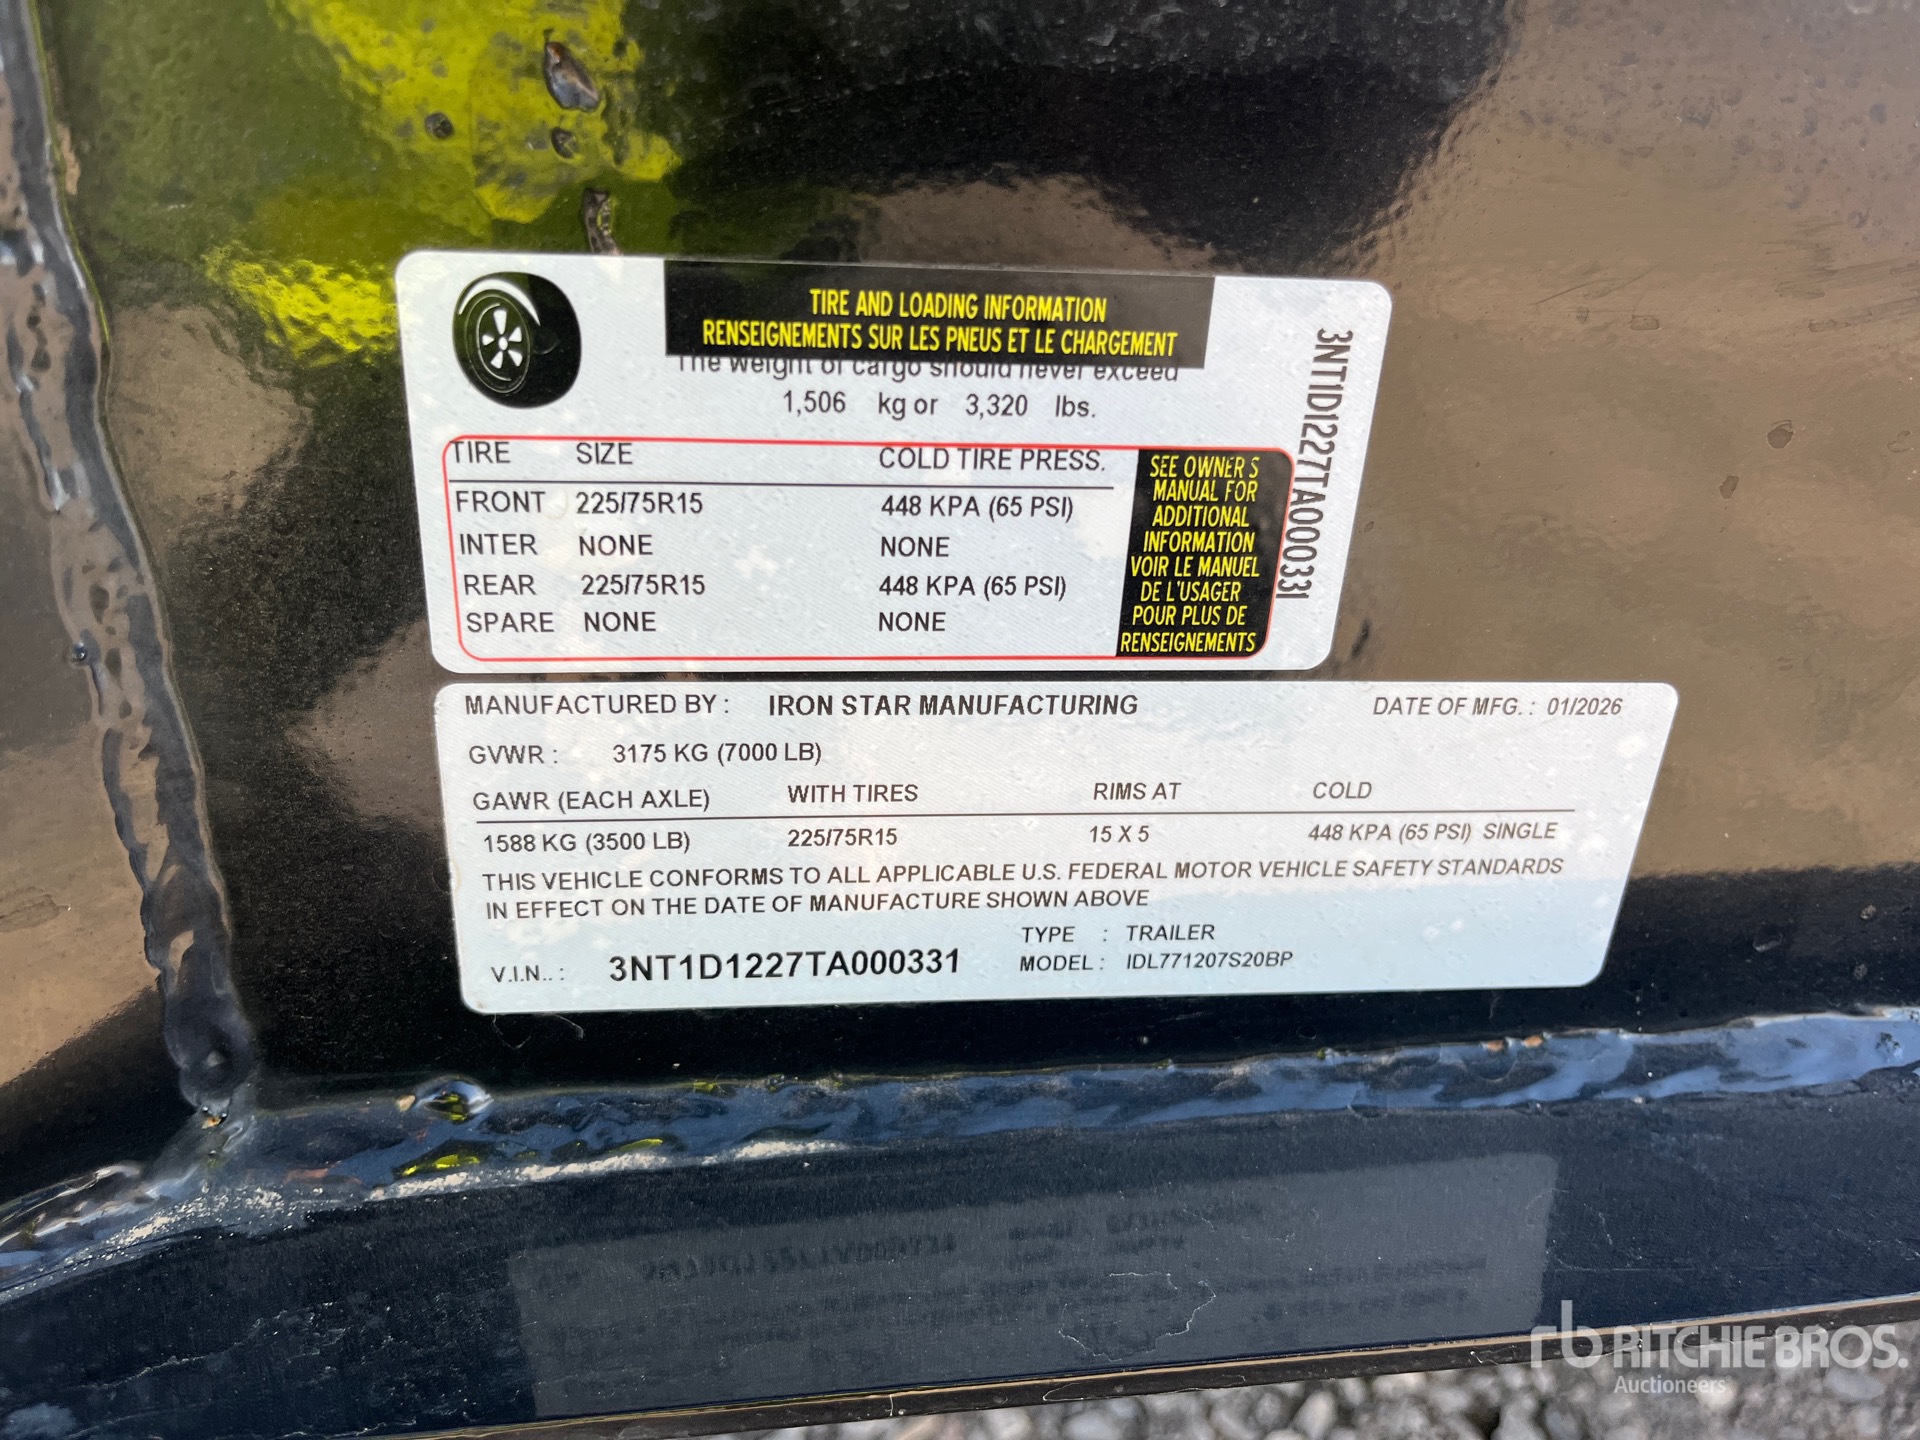 TIRE AND LOADING INFORMATION
RENSEIGNEMENTS SUR LES PNEUS ET LE CHARGEMENT
The weight of cargo should never exceed
1,506 kg or 3,320 lbs.
TIRE SIZE COLD TIRE PRESS.
FRONT 225/75R15 448 KPA (65 PSI)
INTER NONE NONE
REAR 225/75R15 448 KPA (65 PSI)
SPARE NONE NONE
SEE OWNER S
MANUAL FOR
ADDITIONAL
INFORMATION
VOIR LE MANUEL
DE L'USAGER
POUR PLUS DE
RENSEIGNEMENTS
3NT1D1227TA000331
MANUFACTURED BY : IRON STAR MANUFACTURING DATE OF MFG. : 01/2026
GVWR : 3175 KG (7000 LB)
GAWR (EACH AXLE) WITH TIRES RIMS AT COLD
1588 KG (3500 LB) 225/75R15 15 X 5 448 KPA (65 PSI) SINGLE
THIS VEHICLE CONFORMS TO ALL APPLICABLE U.S. FEDERAL MOTOR VEHICLE SAFETY STANDARDS
IN EFFECT ON THE DATE OF MANUFACTURE SHOWN ABOVE
TYPE : TRAILER
V.I.N.. : 3NT1D1227TA000331 MODEL : IDL771207S20BP
rb RITCHIE BROS.
Auctioneers